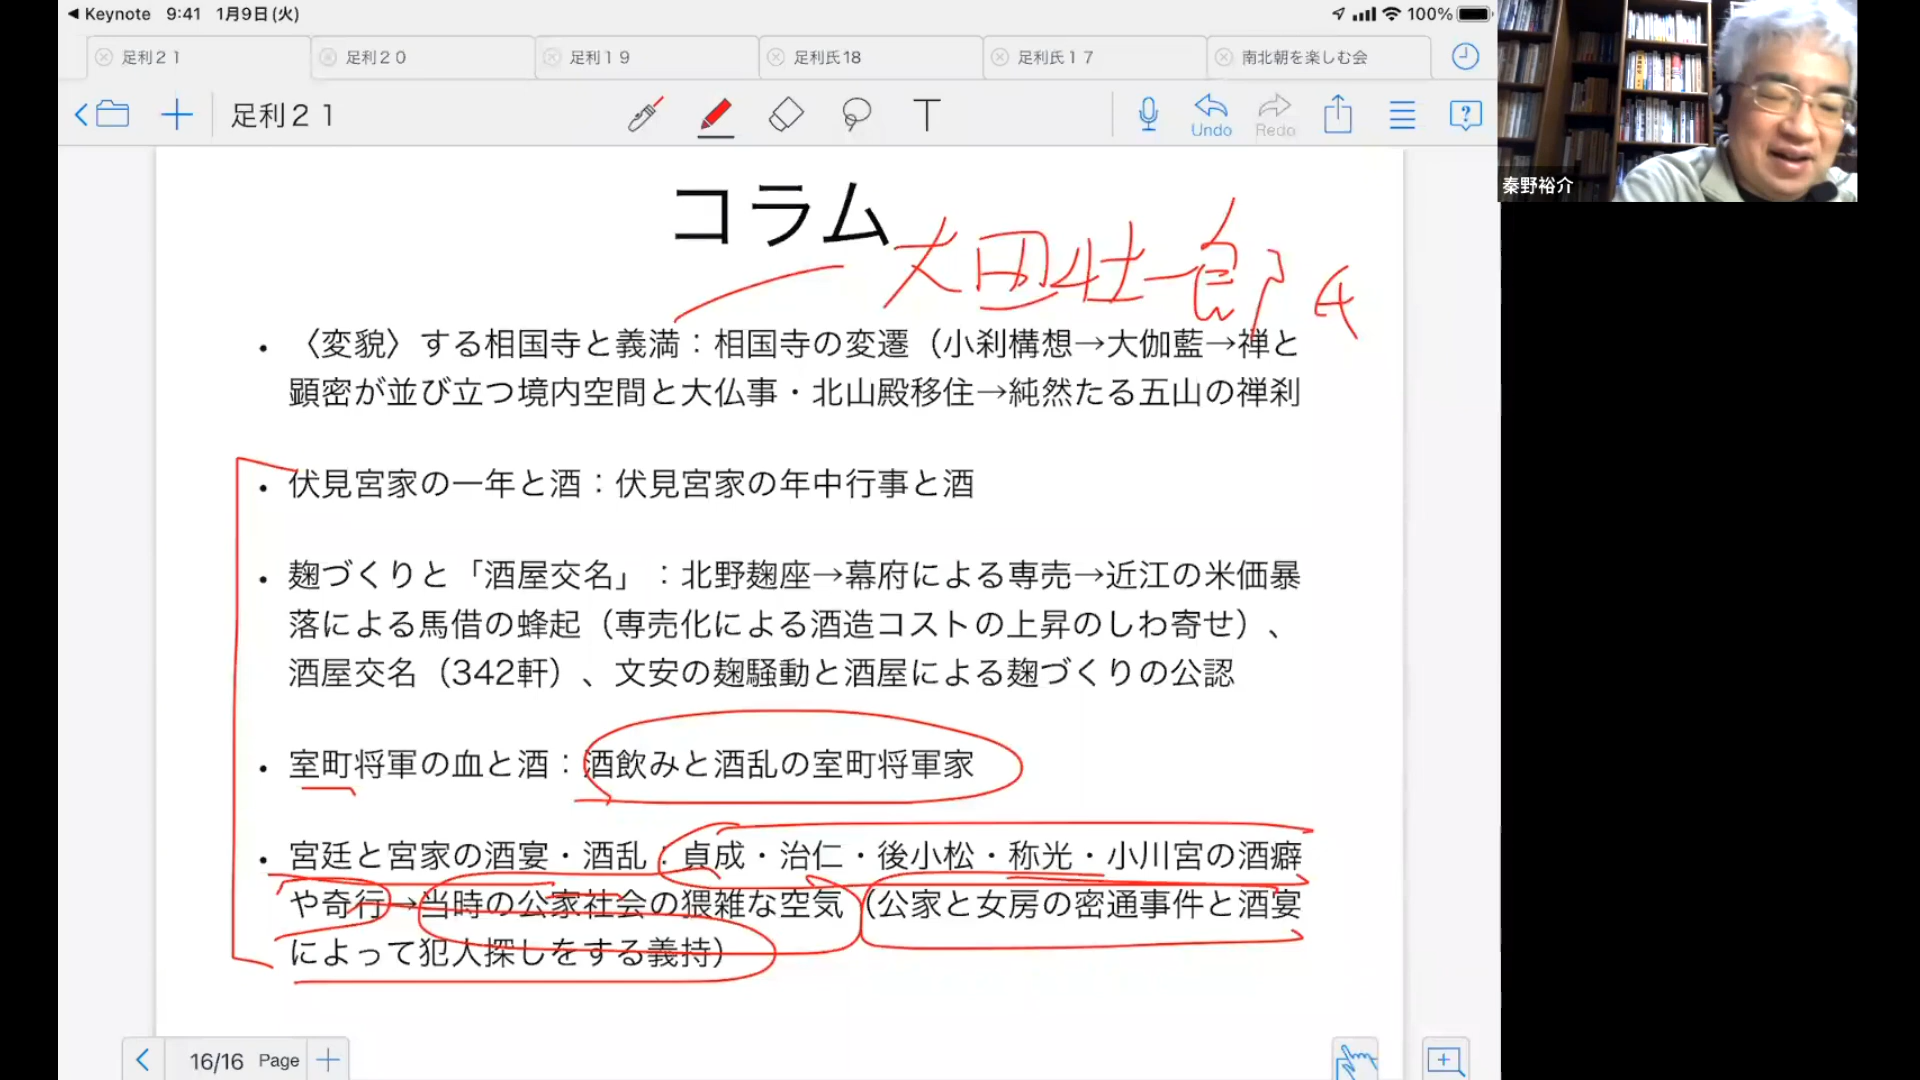 Keynote 9:41 1月9日(火) 100%
足利21 足利20 足利19 足利氏18 足利氏17 南北朝を楽しむ会
足利21 T Undo Redo
秦野裕介
コラム 大田壮一郎氏
・〈変貌〉する相国寺と義満：相国寺の変遷（小刹構想→大伽藍→禅と
顕密が並び立つ境内空間と大仏事・北山殿移住→純然たる五山の禅刹
・伏見宮家の一年と酒：伏見宮家の年中行事と酒
・麹づくりと「酒屋交名」：北野麹座→幕府による専売→近江の米価暴
落による馬借の蜂起（専売化による酒造コストの上昇のしわ寄せ）、
酒屋交名（342軒）、文安の麹騒動と酒屋による麹づくりの公認
・室町将軍の血と酒：酒飲みと酒乱の室町将軍家
・宮廷と宮家の酒宴・酒乱：貞成・治仁・後小松・称光・小川宮の酒癖
や奇行→当時の公家社会の猥雑な空気（公家と女房の密通事件と酒宴
によって犯人探しをする義持）
16/16 Page